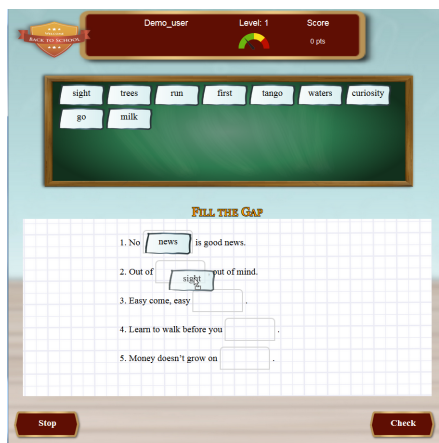 Demo_user Level: 1 Score
BACK TO SCHOOL
0 pts
sight trees run first tango waters curiosity
go milk
FILL THE GAP
1. No news is good news.
2. Out of sight out of mind.
3. Easy come, easy .
4. Learn to walk before you .
5. Money doesn't grow on .
Stop Check